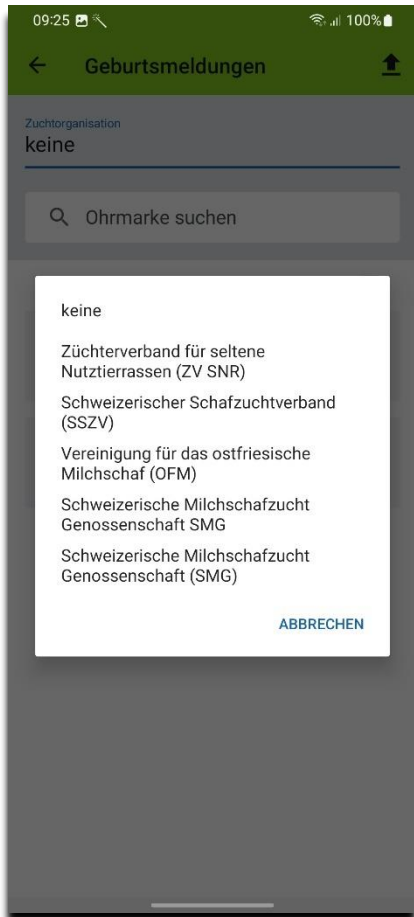 09:25 100%
Geburtsmeldungen
Zuchtorganisation
keine
Ohrmarke suchen
keine
Züchterverband für seltene
Nutztierrassen (ZV SNR)
Schweizerischer Schafzuchtverband
(SSZV)
Vereinigung für das ostfriesische
Milchschaf (OFM)
Schweizerische Milchschafzucht
Genossenschaft SMG
Schweizerische Milchschafzucht
Genossenschaft (SMG)
ABBRECHEN